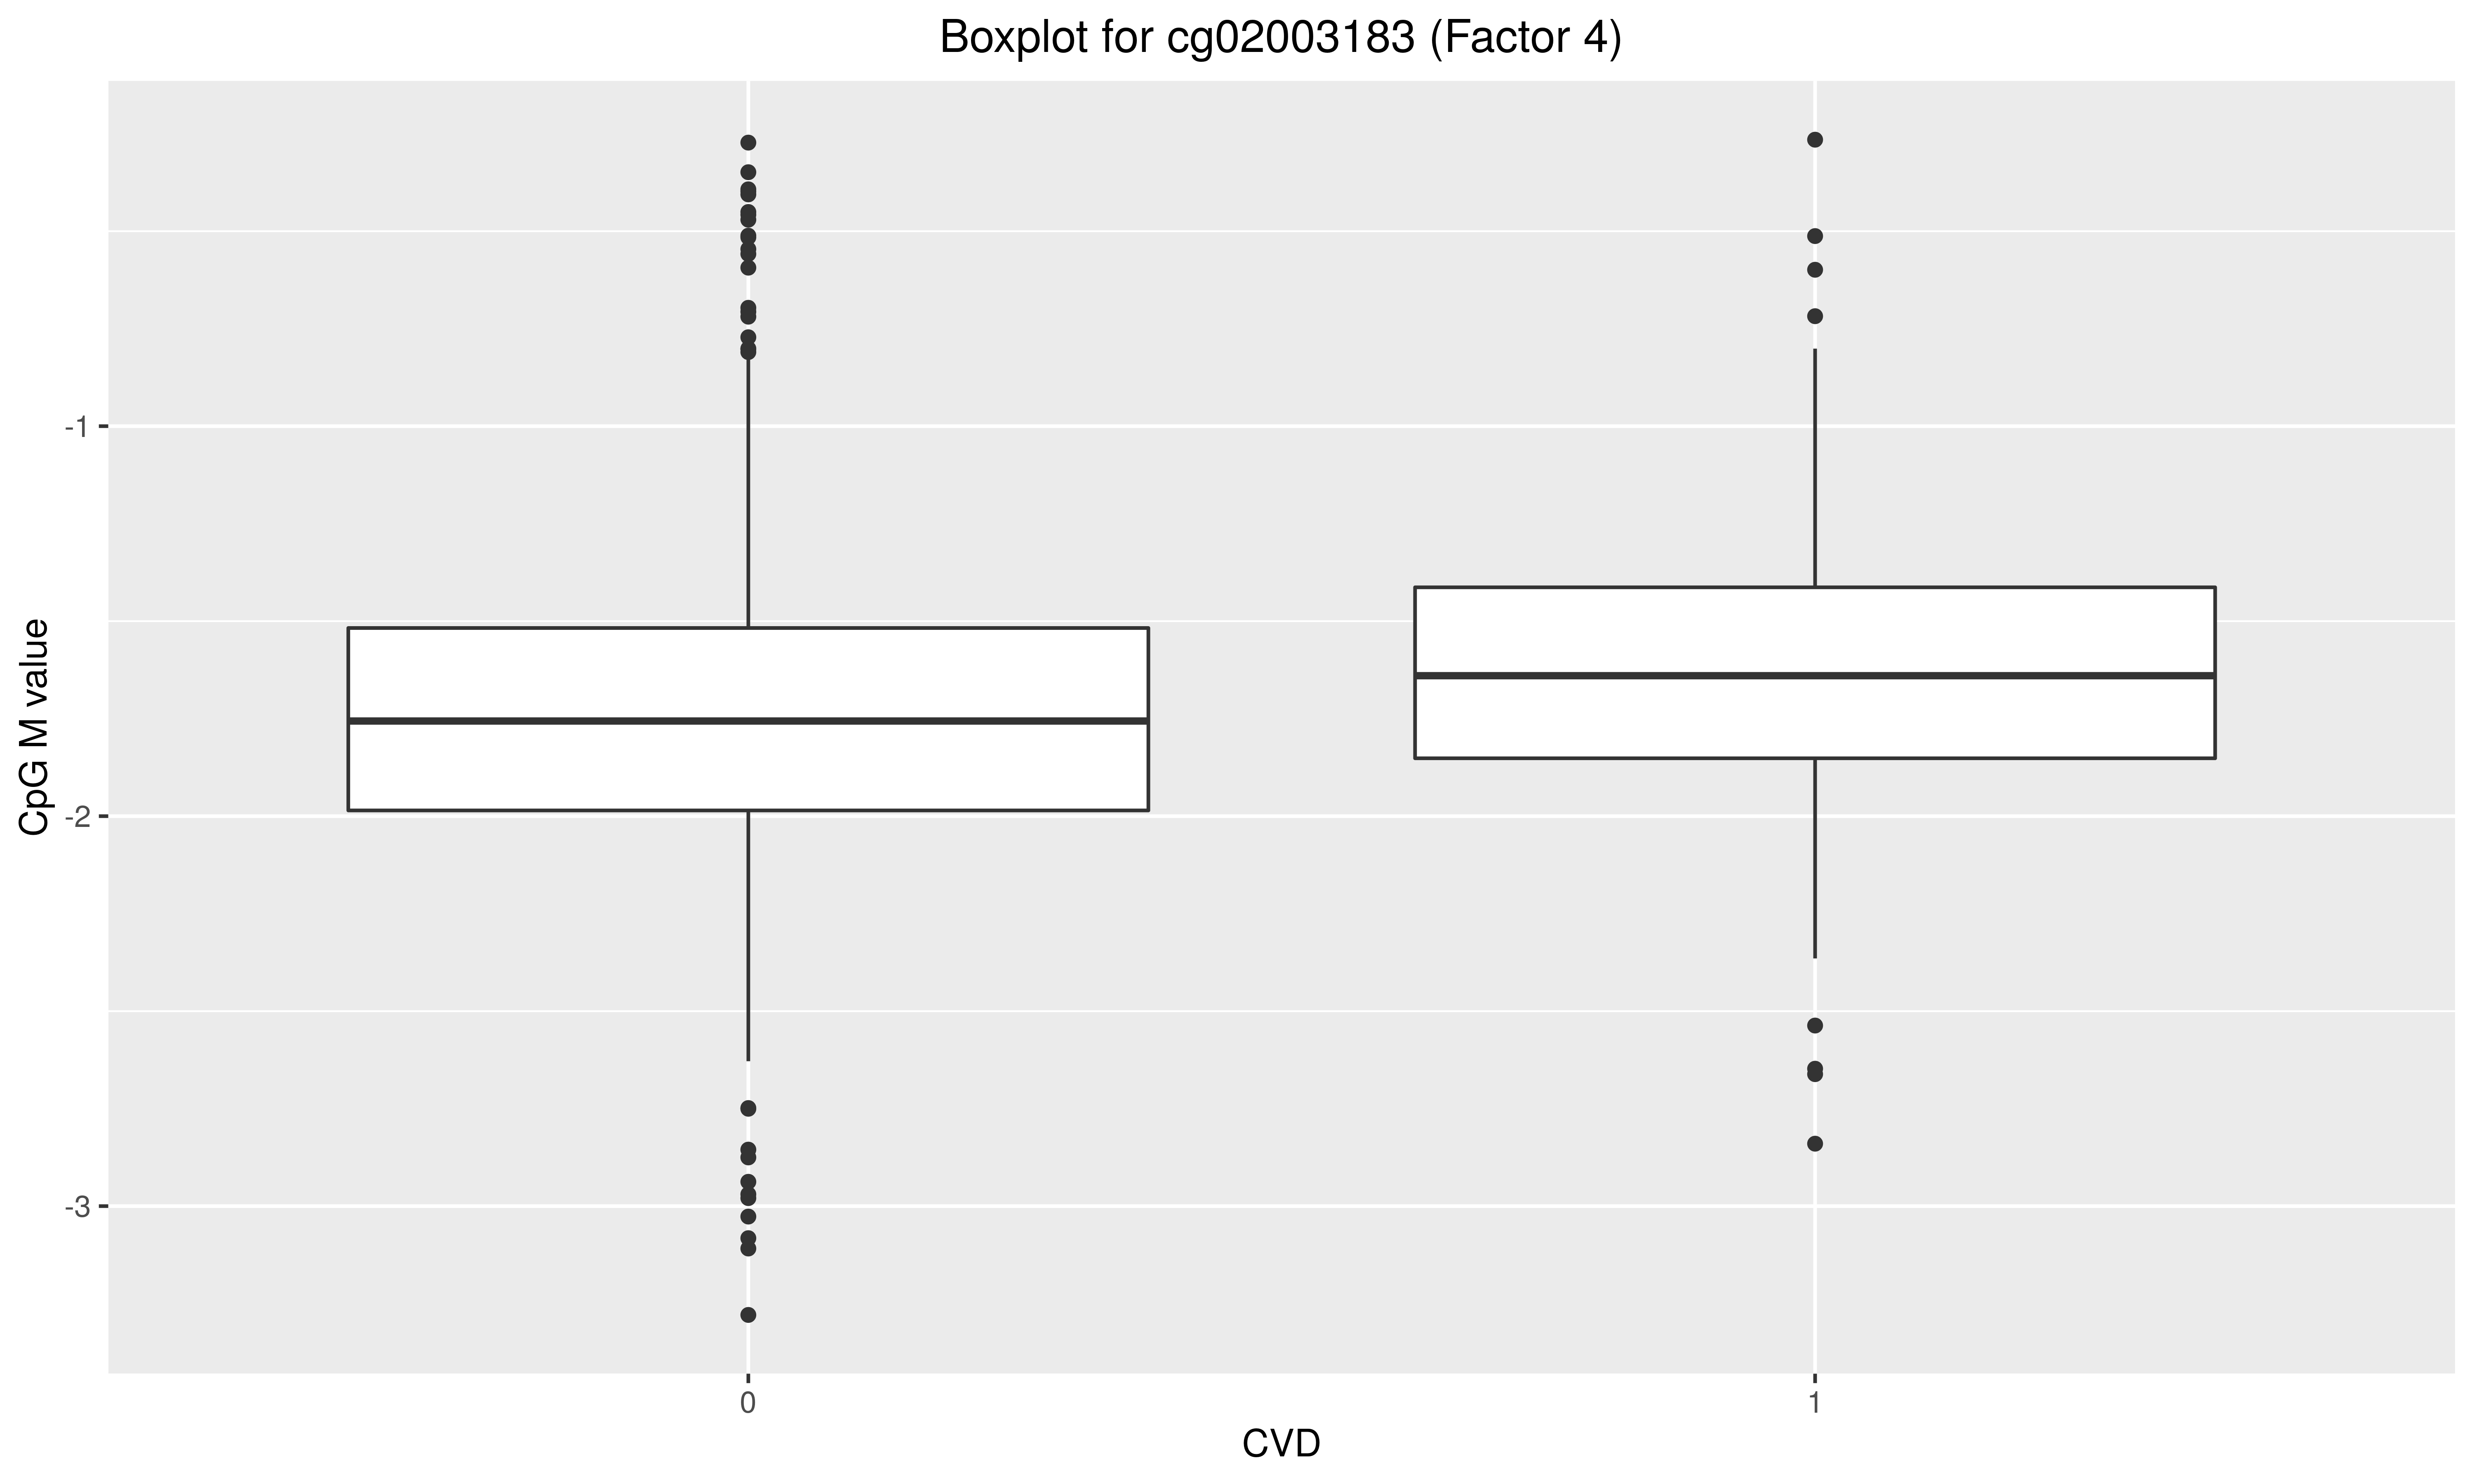 Boxplot for cg02003183 (Factor 4)
CpG M value
-1
-2
-3
0
1
CVD